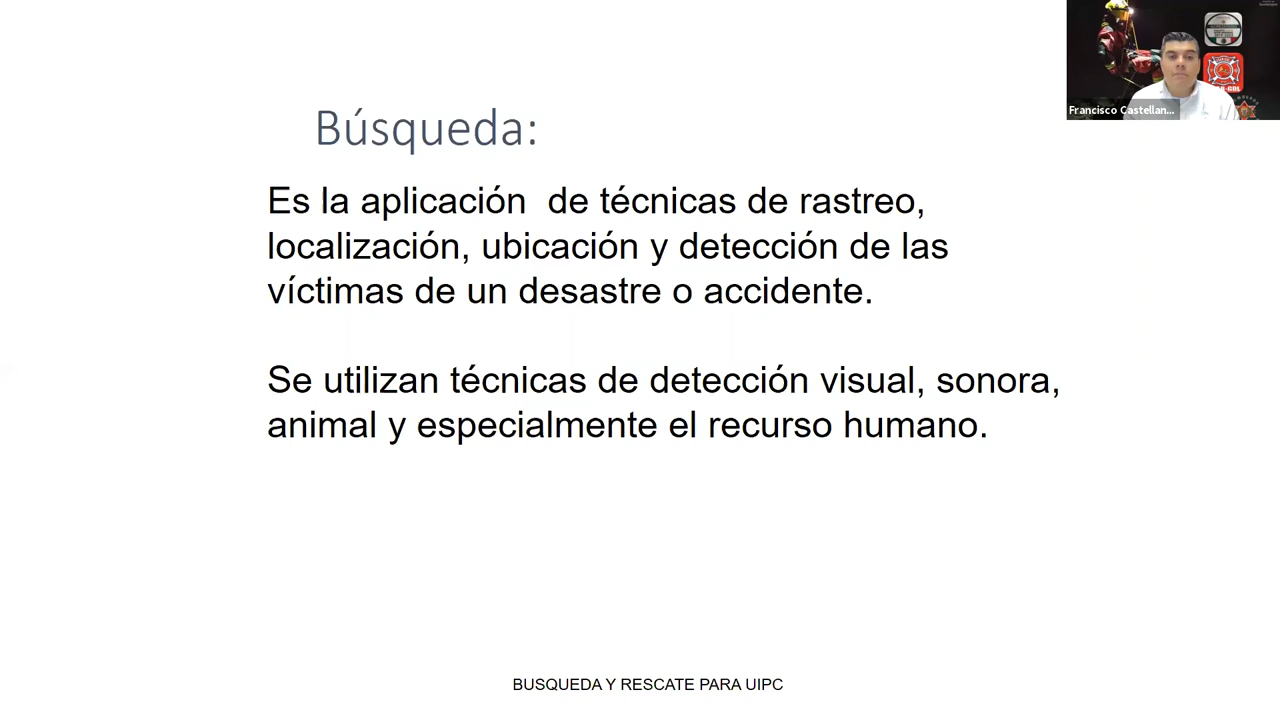 Búsqueda:
Es la aplicación de técnicas de rastreo,
localización, ubicación y detección de las
víctimas de un desastre o accidente.
Se utilizan técnicas de detección visual, sonora,
animal y especialmente el recurso humano.
BUSQUEDA Y RESCATE PARA UIPC
Francisco Castellan...